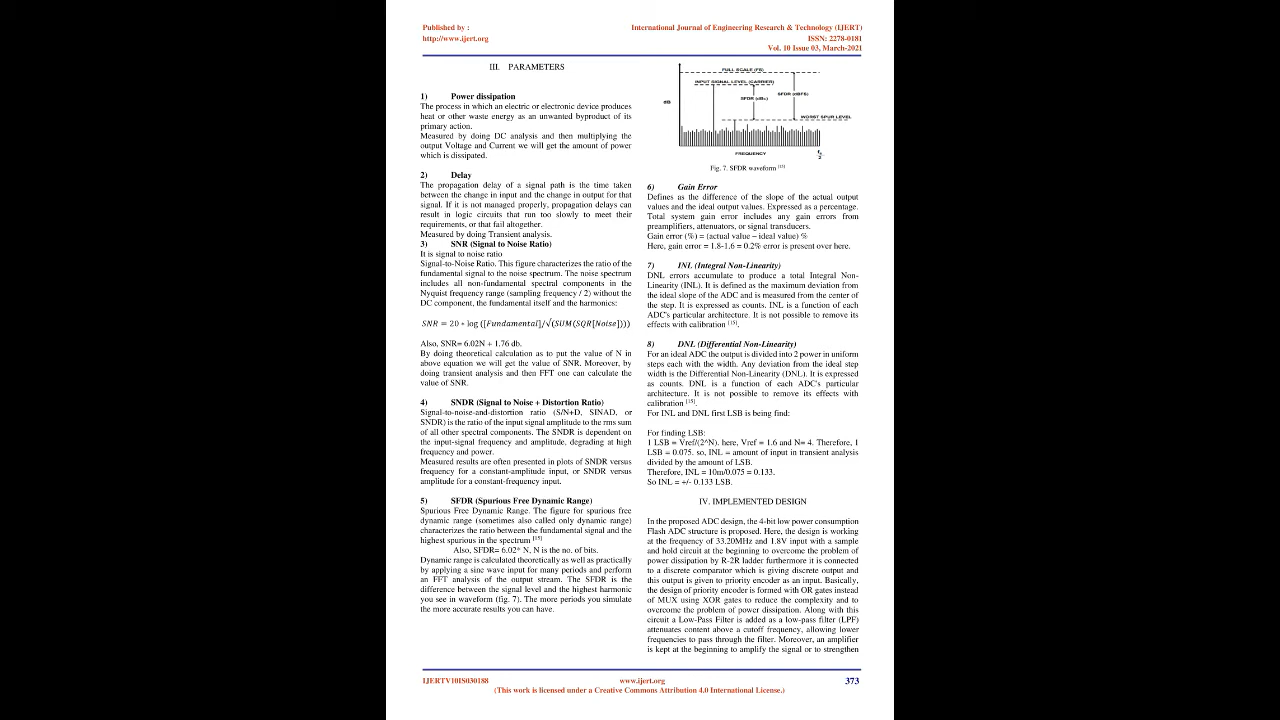 Published by :
http://www.ijert.org
International Journal of Engineering Research & Technology (IJERT)
ISSN: 2278-0181
Vol. 10 Issue 03, March-2021
III. PARAMETERS
1) Power dissipation
The process in which an electric or electronic device produces
heat or other waste energy as an unwanted byproduct of its
primary action.
Measured by doing DC analysis and then multiplying the
output Voltage and Current we will get the amount of power
which is dissipated.
2) Delay
The propagation delay of a signal path is the time taken
between the change in input and the change in output for that
signal. If it is not managed properly, propagation delays can
result in logic circuits that run too slowly to meet their
requirements, or that fail altogether.
Measured by doing Transient analysis.
3) SNR (Signal to Noise Ratio)
It is signal to noise ratio
Signal-to-Noise Ratio. This figure characterizes the ratio of the
fundamental signal to the noise spectrum. The noise spectrum
includes all non-fundamental spectral components in the
Nyquist frequency range (sampling frequency / 2) without the
DC component, the fundamental itself and the harmonics:
SNR = 20 ∗ log ([Fundamental]/√(SUM(SQR[Noise])))
Also, SNR= 6.02N + 1.76 db.
By doing theoretical calculation as to put the value of N in
above equation we will get the value of SNR. Moreover, by
doing transient analysis and then FFT one can calculate the
value of SNR.
4) SNDR (Signal to Noise + Distortion Ratio)
Signal-to-noise-and-distortion ratio (S/N+D, SINAD, or
SNDR) is the ratio of the input signal amplitude to the rms sum
of all other spectral components. The SNDR is dependent on
the input-signal frequency and amplitude, degrading at high
frequency and power.
Measured results are often presented in plots of SNDR versus
frequency for a constant-amplitude input, or SNDR versus
amplitude for a constant-frequency input.
5) SFDR (Spurious Free Dynamic Range)
Spurious Free Dynamic Range. The figure for spurious free
dynamic range (sometimes also called only dynamic range)
characterizes the ratio between the fundamental signal and the
highest spurious in the spectrum [15]
Also, SFDR= 6.02* N, N is the no. of bits.
Dynamic range is calculated theoretically as well as practically
by applying a sinc wave input for many periods and perform
an FFT analysis of the output stream. The SFDR is the
difference between the signal level and the highest harmonic
you see in waveform (fig. 7). The more periods you simulate
the more accurate results you can have.
FULL SCALE (FS)
INPUT SIGNAL LEVEL (CARRIER)
SFDR (dBFS)
SFDR (dBc)
dB
WORST SPUR LEVEL
FREQUENCY
fs
2
Fig. 7. SFDR waveform [15]
6) Gain Error
Defines as the difference of the slope of the actual output
values and the ideal output values. Expressed as a percentage.
Total system gain error includes any gain errors from
preamplifiers, attenuators, or signal transducers.
Gain error (%) = (actual value – ideal value) %
Here, gain error = 1.8-1.6 = 0.2% error is present over here.
7) INL (Integral Non-Linearity)
DNL errors accumulate to produce a total Integral Non-
Linearity (INL). It is defined as the maximum deviation from
the ideal slope of the ADC and is measured from the center of
the step. It is expressed as counts. INL is a function of each
ADC's particular architecture. It is not possible to remove its
effects with calibration [15].
8) DNL (Differential Non-Linearity)
For an ideal ADC the output is divided into 2 power in uniform
steps each with the width. Any deviation from the ideal step
width is the Differential Non-Linearity (DNL). It is expressed
as counts. DNL is a function of each ADC's particular
architecture. It is not possible to remove its effects with
calibration [15].
For INL and DNL first LSB is being find:
For finding LSB:
1 LSB = Vref/(2^N). here, Vref = 1.6 and N= 4. Therefore, 1
LSB = 0.075. so, INL = amount of input in transient analysis
divided by the amount of LSB.
Therefore, INL = 10m/0.075 = 0.133.
So INL = +/- 0.133 LSB.
IV. IMPLEMENTED DESIGN
In the proposed ADC design, the 4-bit low power consumption
Flash ADC structure is proposed. Here, the design is working
at the frequency of 33.20MHz and 1.8V input with a sample
and hold circuit at the beginning to overcome the problem of
power dissipation by R-2R ladder furthermore it is connected
to a discrete comparator which is giving discrete output and
this output is given to priority encoder as an input. Basically,
the design of priority encoder is formed with OR gates instead
of MUX using XOR gates to reduce the complexity and to
overcome the problem of power dissipation. Along with this
circuit a Low-Pass Filter is added as a low-pass filter (LPF)
attenuates content above a cutoff frequency, allowing lower
frequencies to pass through the filter. Moreover, an amplifier
is kept at the beginning to amplify the signal or to strengthen
IJERTV10IS030188
www.ijert.org
373
(This work is licensed under a Creative Commons Attribution 4.0 International License.)